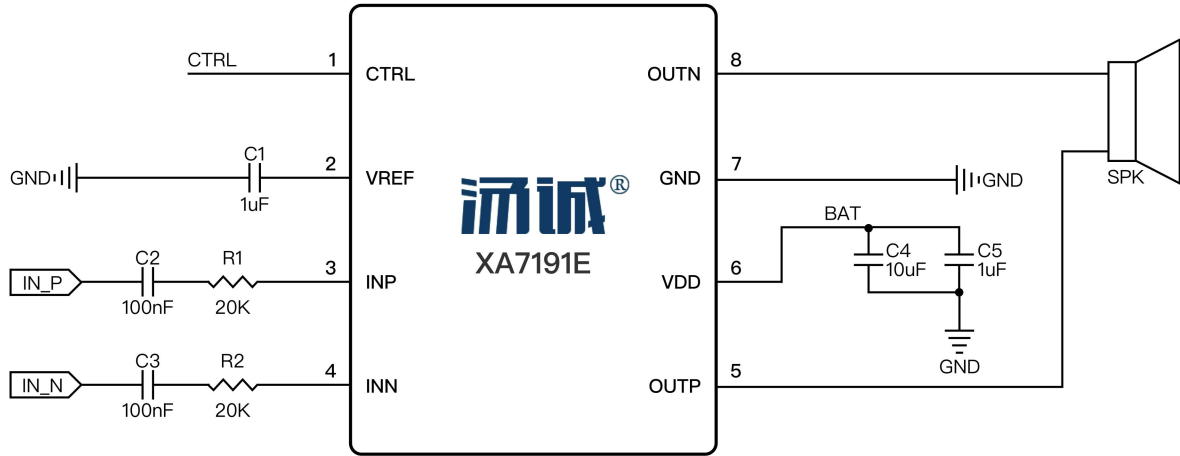 CTRL
1
CTRL
GND
C1
1uF
2
VREF
IN_P
C2
100nF
R1
20K
3
INP
IN_N
C3
100nF
R2
20K
4
INN
汤诚®
XA7191E
OUTN
8
SPK
GND
7
GND
VDD
6
BAT
C4
10uF
C5
1uF
GND
OUTP
5